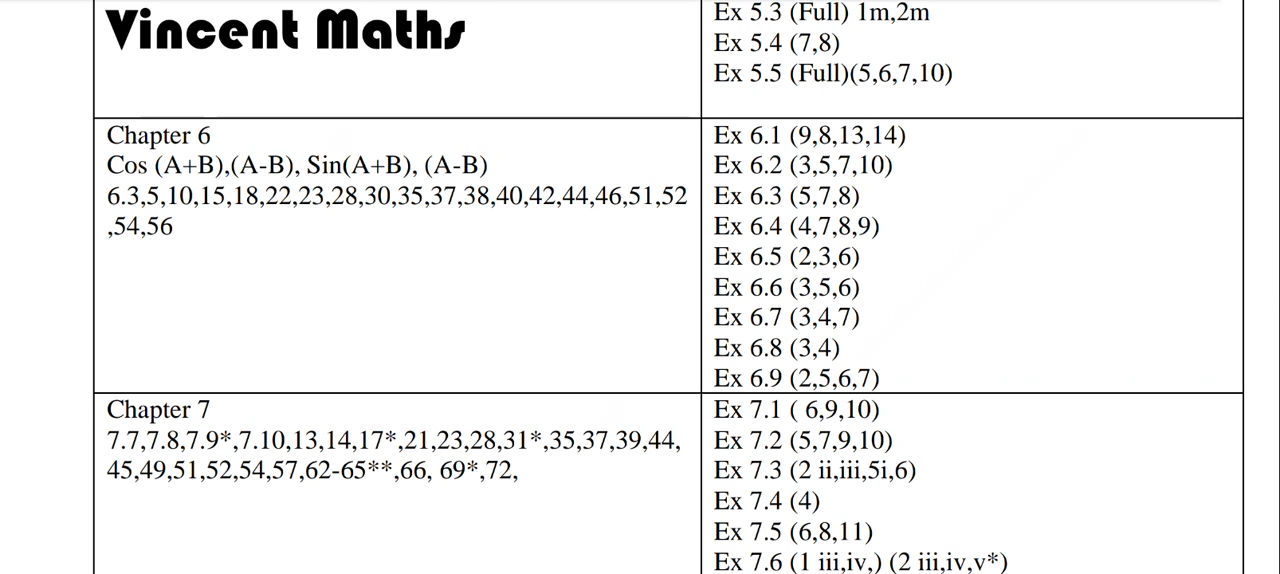 Vincent Maths
Ex 5.3 (Full) 1m,2m
Ex 5.4 (7,8)
Ex 5.5 (Full)(5,6,7,10)
Chapter 6
Cos (A+B),(A-B), Sin(A+B), (A-B)
6.3,5,10,15,18,22,23,28,30,35,37,38,40,42,44,46,51,52
,54,56
Ex 6.1 (9,8,13,14)
Ex 6.2 (3,5,7,10)
Ex 6.3 (5,7,8)
Ex 6.4 (4,7,8,9)
Ex 6.5 (2,3,6)
Ex 6.6 (3,5,6)
Ex 6.7 (3,4,7)
Ex 6.8 (3,4)
Ex 6.9 (2,5,6,7)
Chapter 7
7.7,7.8,7.9*,7.10,13,14,17*,21,23,28,31*,35,37,39,44,
45,49,51,52,54,57,62-65**,66, 69*,72,
Ex 7.1 ( 6,9,10)
Ex 7.2 (5,7,9,10)
Ex 7.3 (2 ii,iii,5i,6)
Ex 7.4 (4)
Ex 7.5 (6,8,11)
Ex 7.6 (1 iii,iv,) (2 iii,iv,v*)